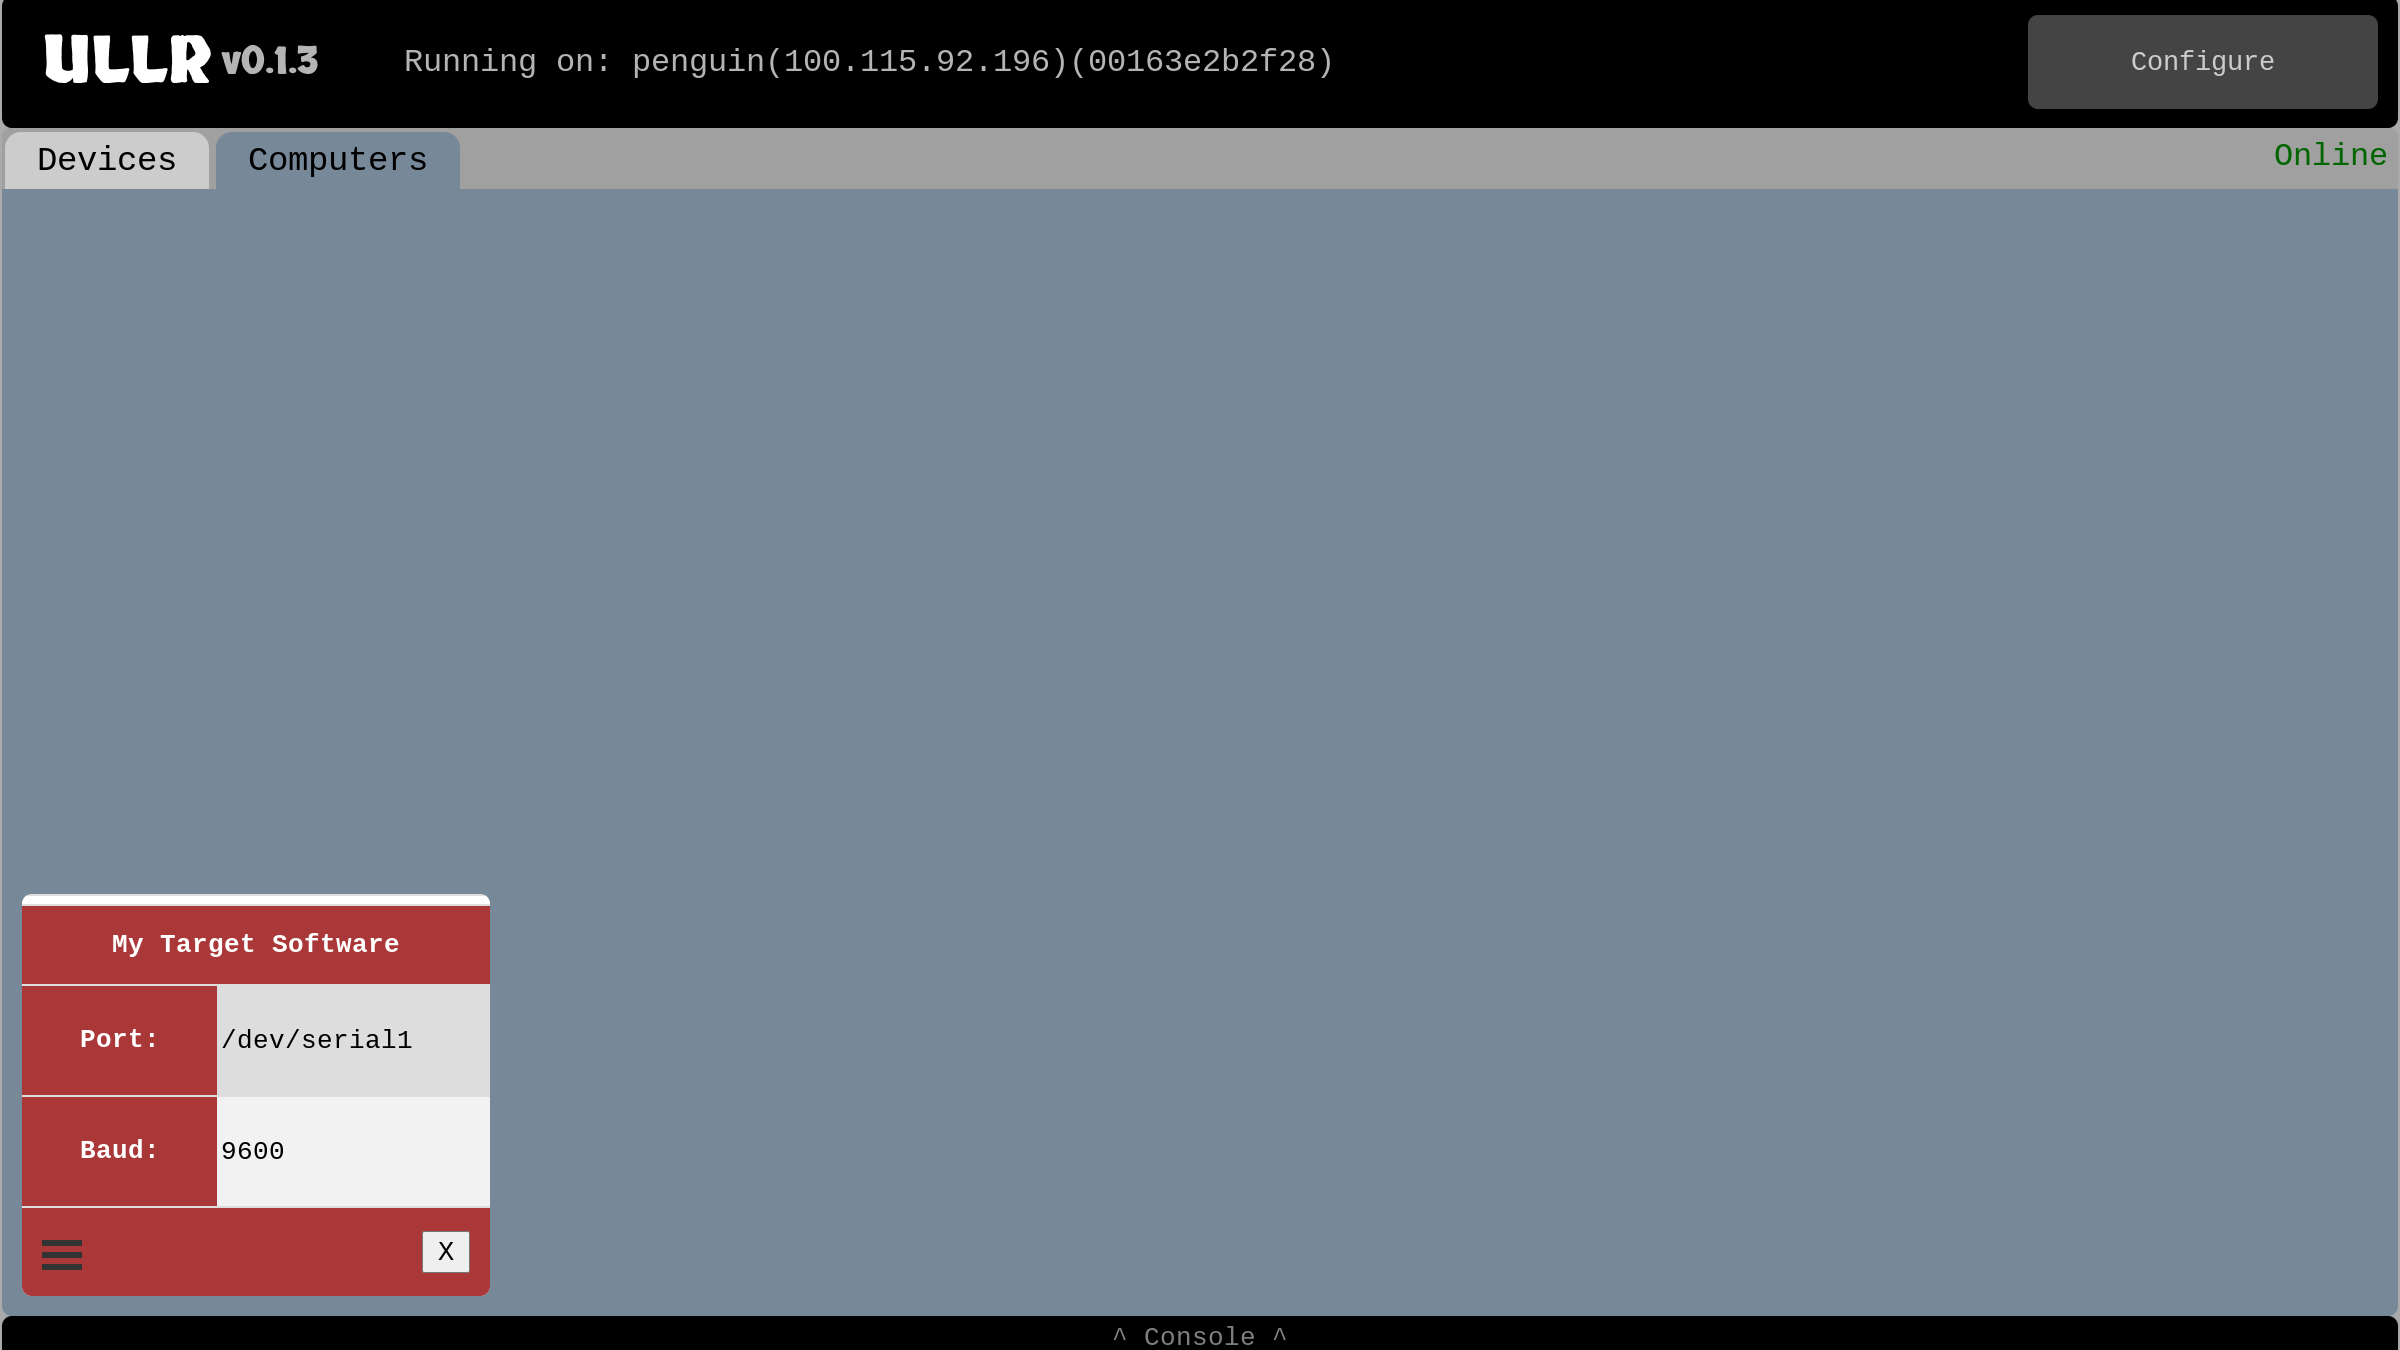 ULLR v0.1.3
Running on: penguin(100.115.92.196)(00163e2b2f28)
Configure
Devices
Computers
Online
My Target Software
Port: /dev/serial1
Baud: 9600
X
^ Console ^